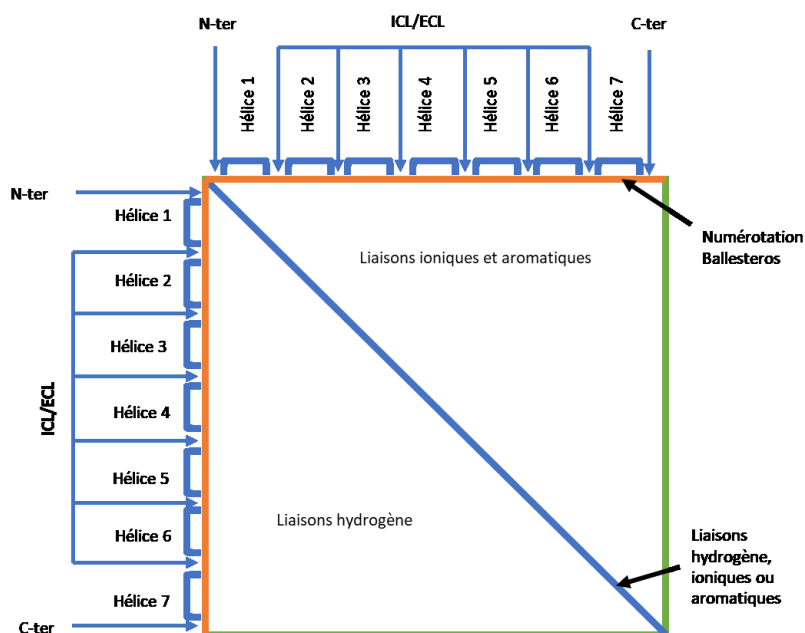 N-ter
ICL/ECL
C-ter
Hélice 1
Hélice 2
Hélice 3
Hélice 4
Hélice 5
Hélice 6
Hélice 7
N-ter
Hélice 1
Hélice 2
Hélice 3
Hélice 4
Hélice 5
Hélice 6
Hélice 7
C-ter
ICL/ECL
Liaisons ioniques et aromatiques
Numérotation
Ballesteros
Liaisons hydrogène
Liaisons
hydrogène,
ioniques ou
aromatiques